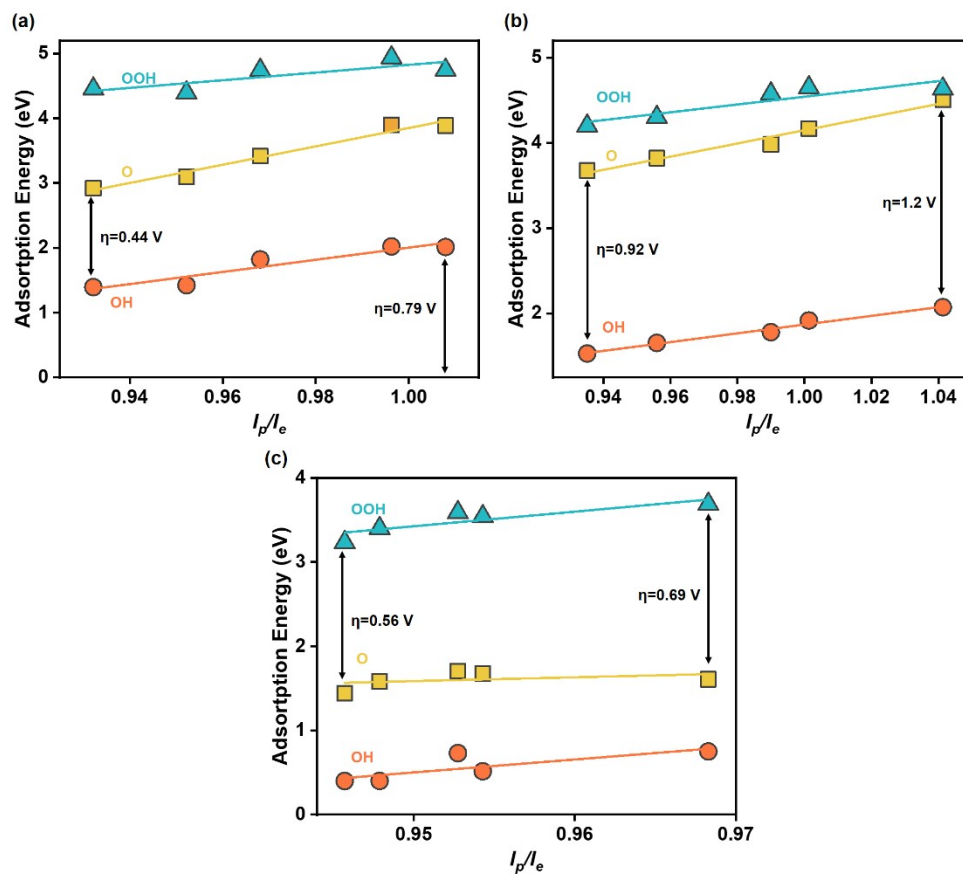 (a)
Adsortption Energy (eV)
5
4
3
2
1
0
OOH
O
η=0.44 V
OH
η=0.79 V
0.94 0.96 0.98 1.00
Ip/Ie
(b)
Adsortption Energy (eV)
5
4
3
2
OOH
O
η=1.2 V
η=0.92 V
OH
0.94 0.96 0.98 1.00 1.02 1.04
Ip/Ie
(c)
Adsortption Energy (eV)
4
3
2
1
0
OOH
η=0.69 V
η=0.56 V
O
OH
0.95 0.96 0.97
Ip/Ie